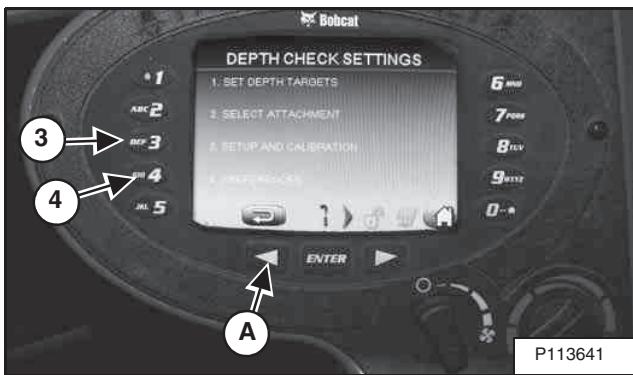 Bobcat
DEPTH CHECK SETTINGS
1. SET DEPTH TARGETS
2. SELECT ATTACHMENT
3. SETUP AND CALIBRATION
1
ABC 2
DEF 3
GHI 4
JKL 5
6 MNO
7 PQRS
8 TUV
9 WXYZ
0
ENTER
3
4
A
P113641